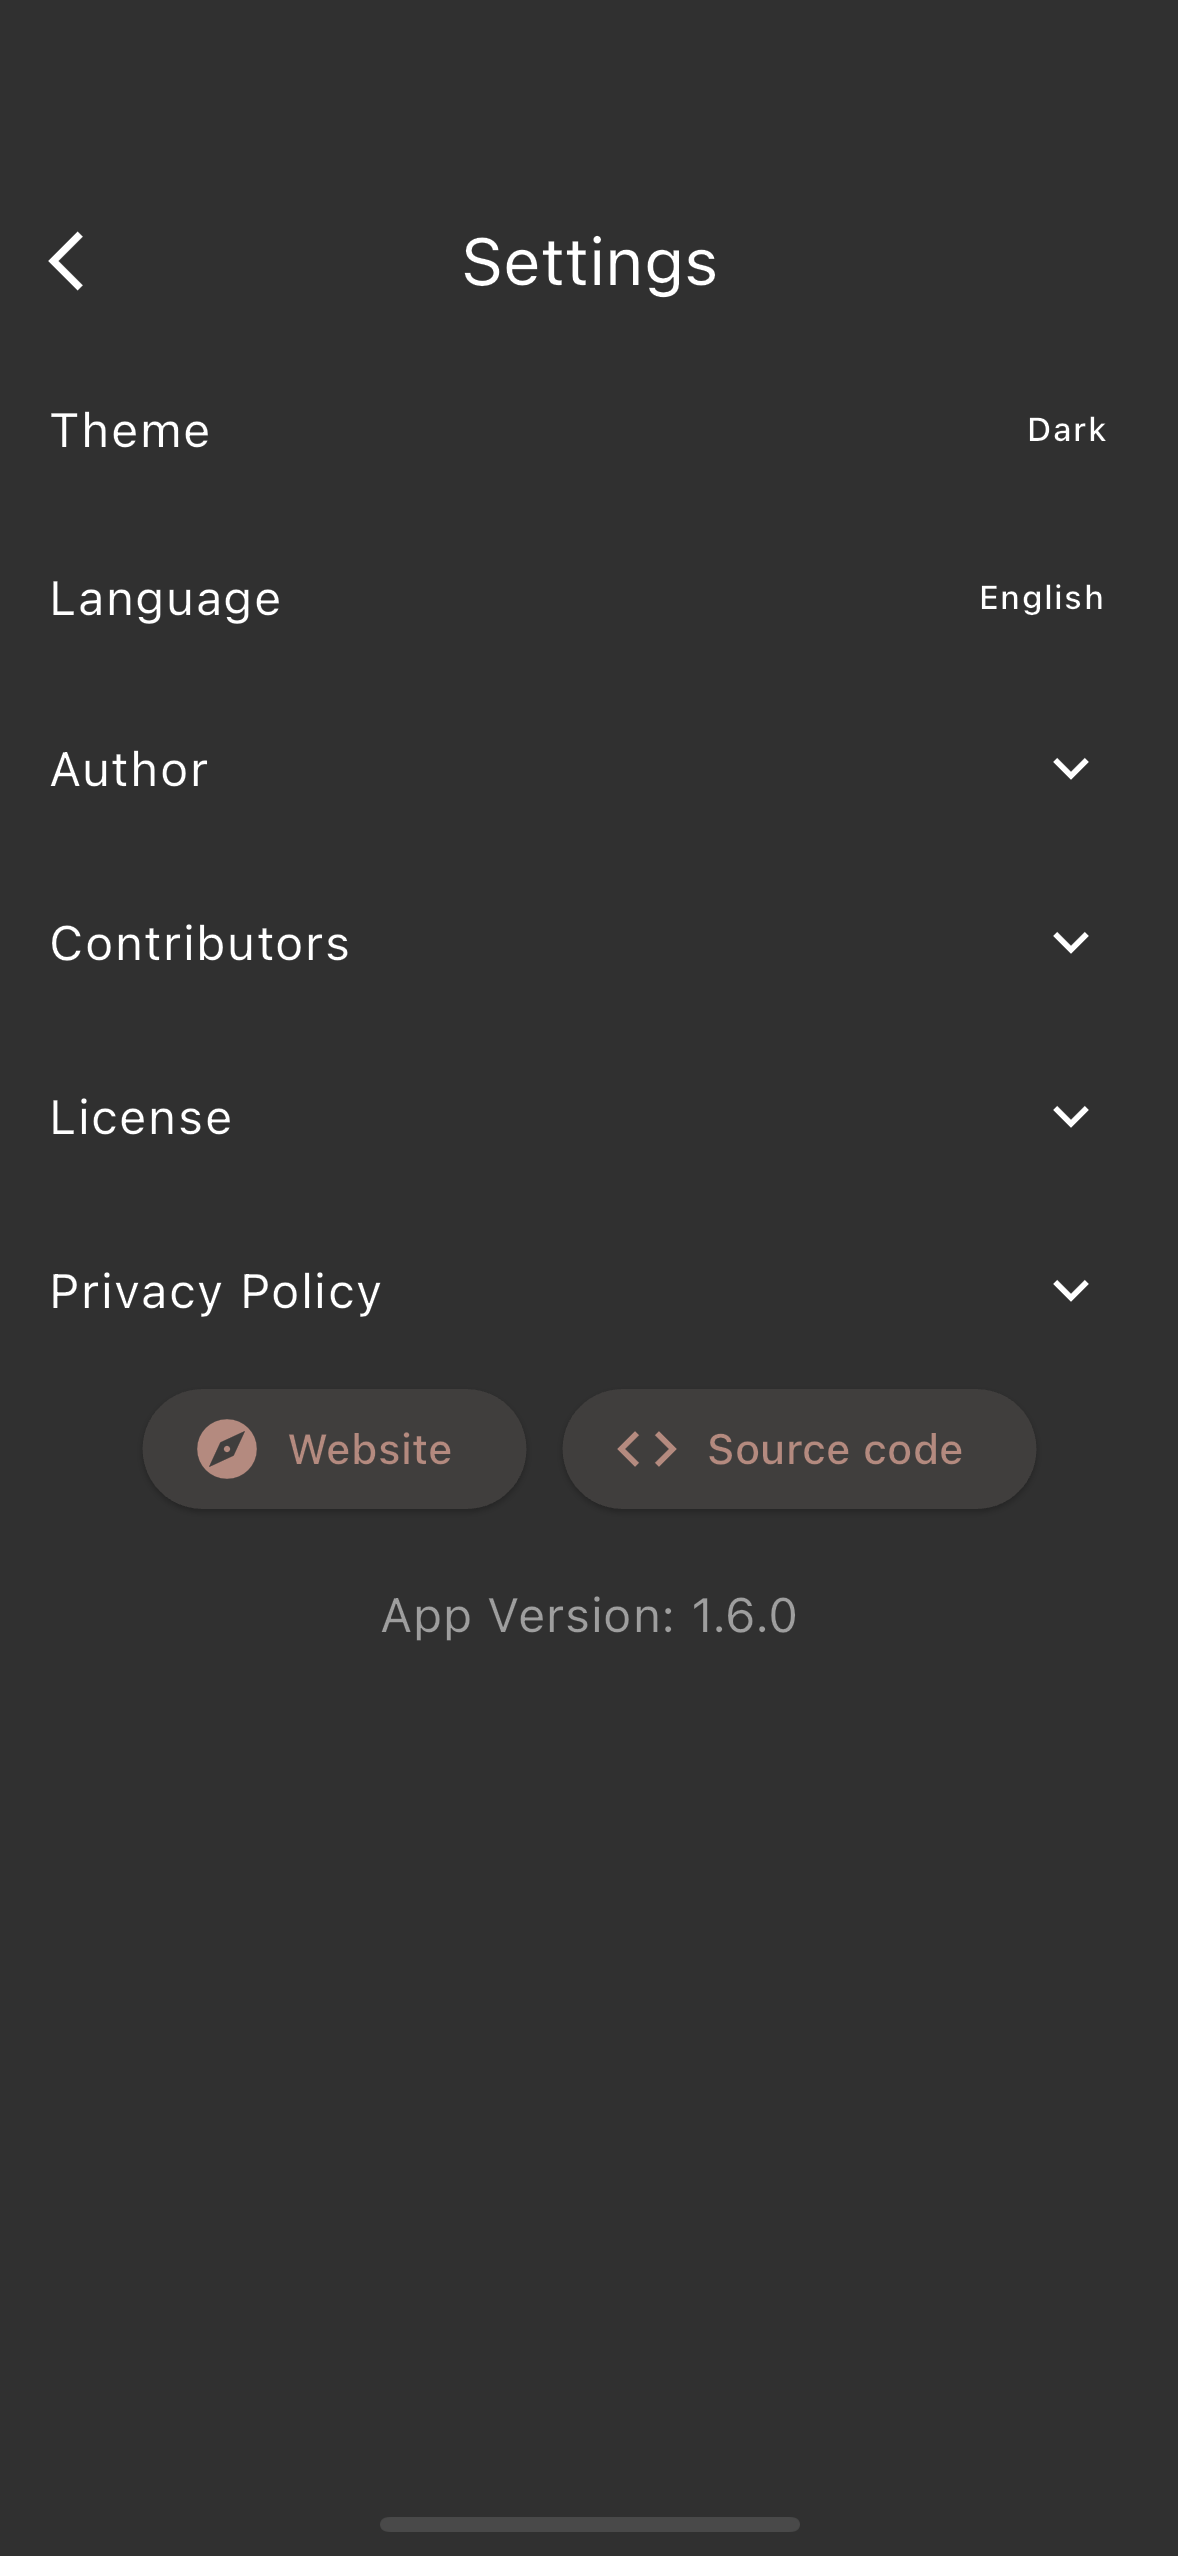 Settings
Theme Dark
Language English
Author
Contributors
License
Privacy Policy
Website Source code
App Version: 1.6.0